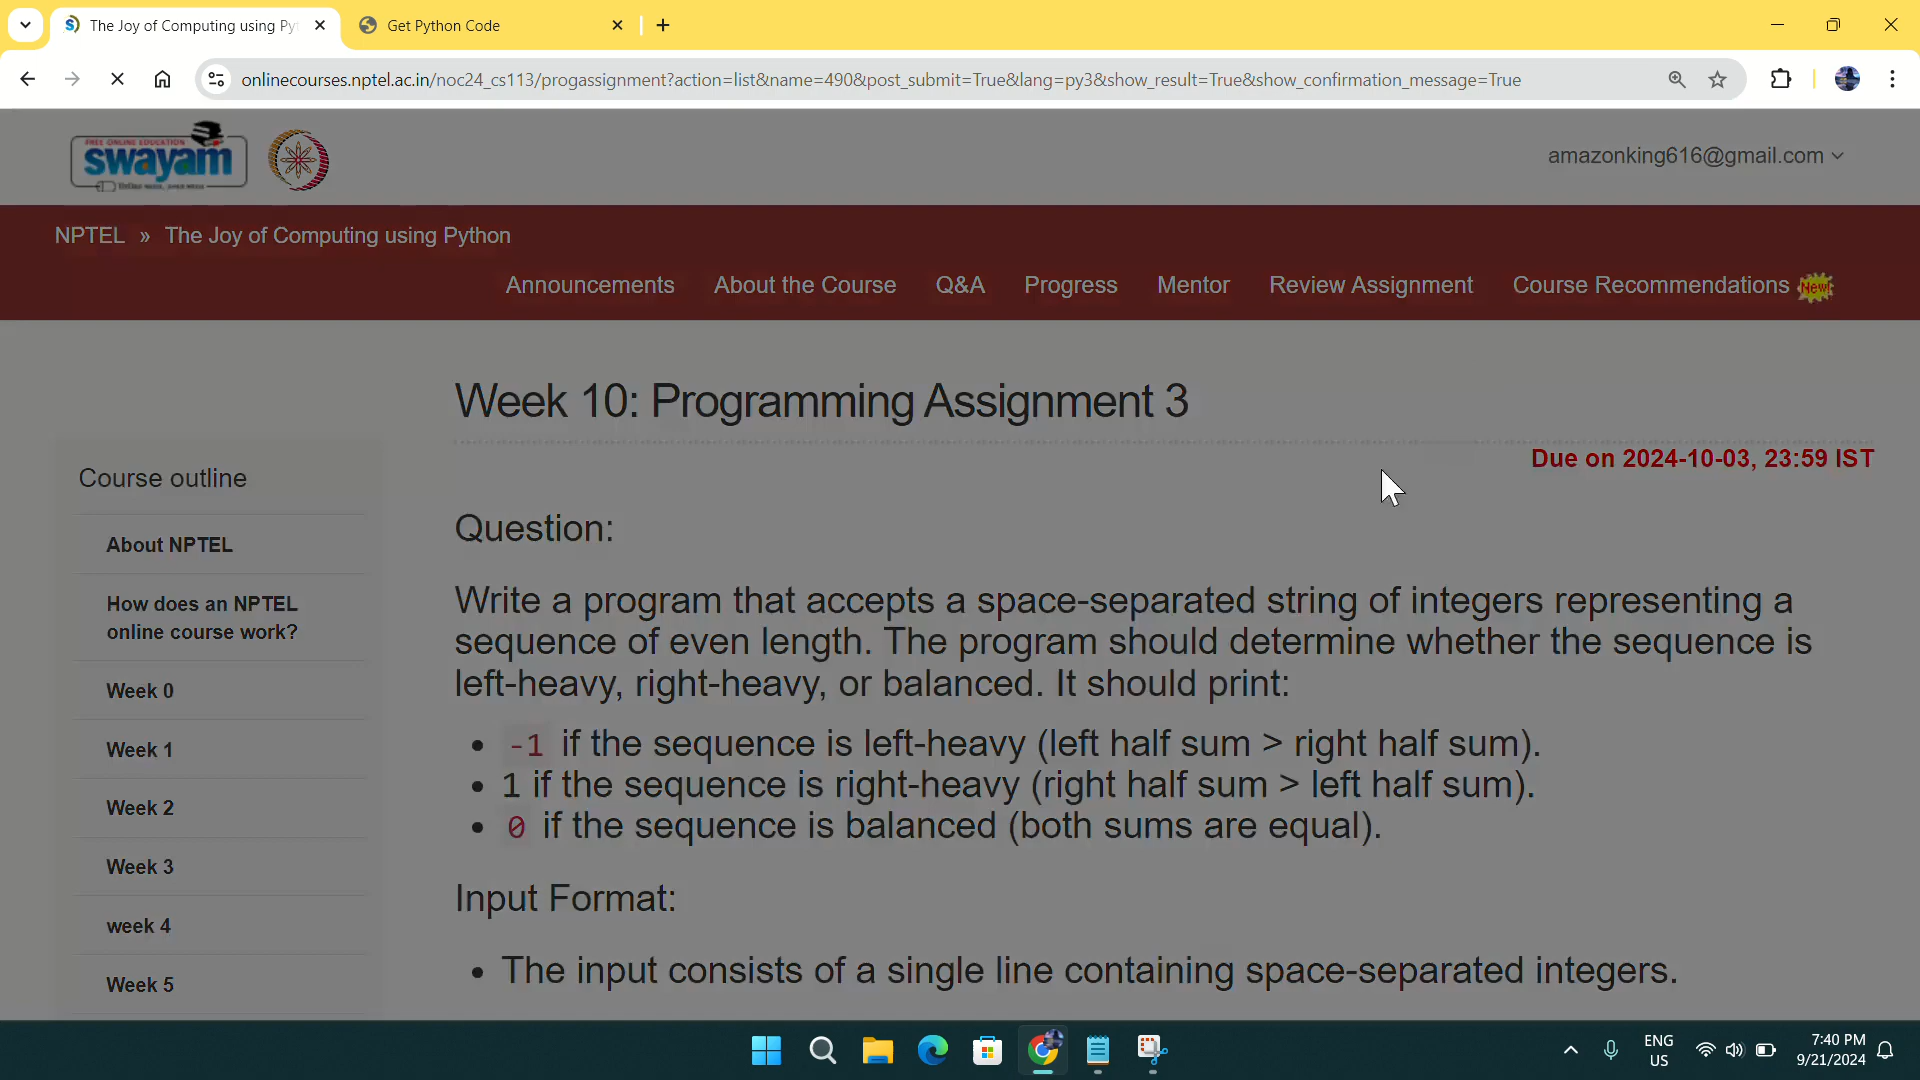 The Joy of Computing using Py
Get Python Code
onlinecourses.nptel.ac.in/noc24_cs113/progassignment?action=list&name=490&post_submit=True&lang=py3&show_result=True&show_confirmation_message=True
FREE ONLINE EDUCATION
swayam
amazonking616@gmail.com
NPTEL » The Joy of Computing using Python
Announcements About the Course Q&A Progress Mentor Review Assignment Course Recommendations New!
Week 10: Programming Assignment 3
Due on 2024-10-03, 23:59 IST
Course outline
About NPTEL
How does an NPTEL
online course work?
Week 0
Week 1
Week 2
Week 3
week 4
Week 5
Question:
Write a program that accepts a space-separated string of integers representing a
sequence of even length. The program should determine whether the sequence is
left-heavy, right-heavy, or balanced. It should print:
• -1 if the sequence is left-heavy (left half sum > right half sum).
• 1 if the sequence is right-heavy (right half sum > left half sum).
• 0 if the sequence is balanced (both sums are equal).
Input Format:
• The input consists of a single line containing space-separated integers.
ENG
US
7:40 PM
9/21/2024